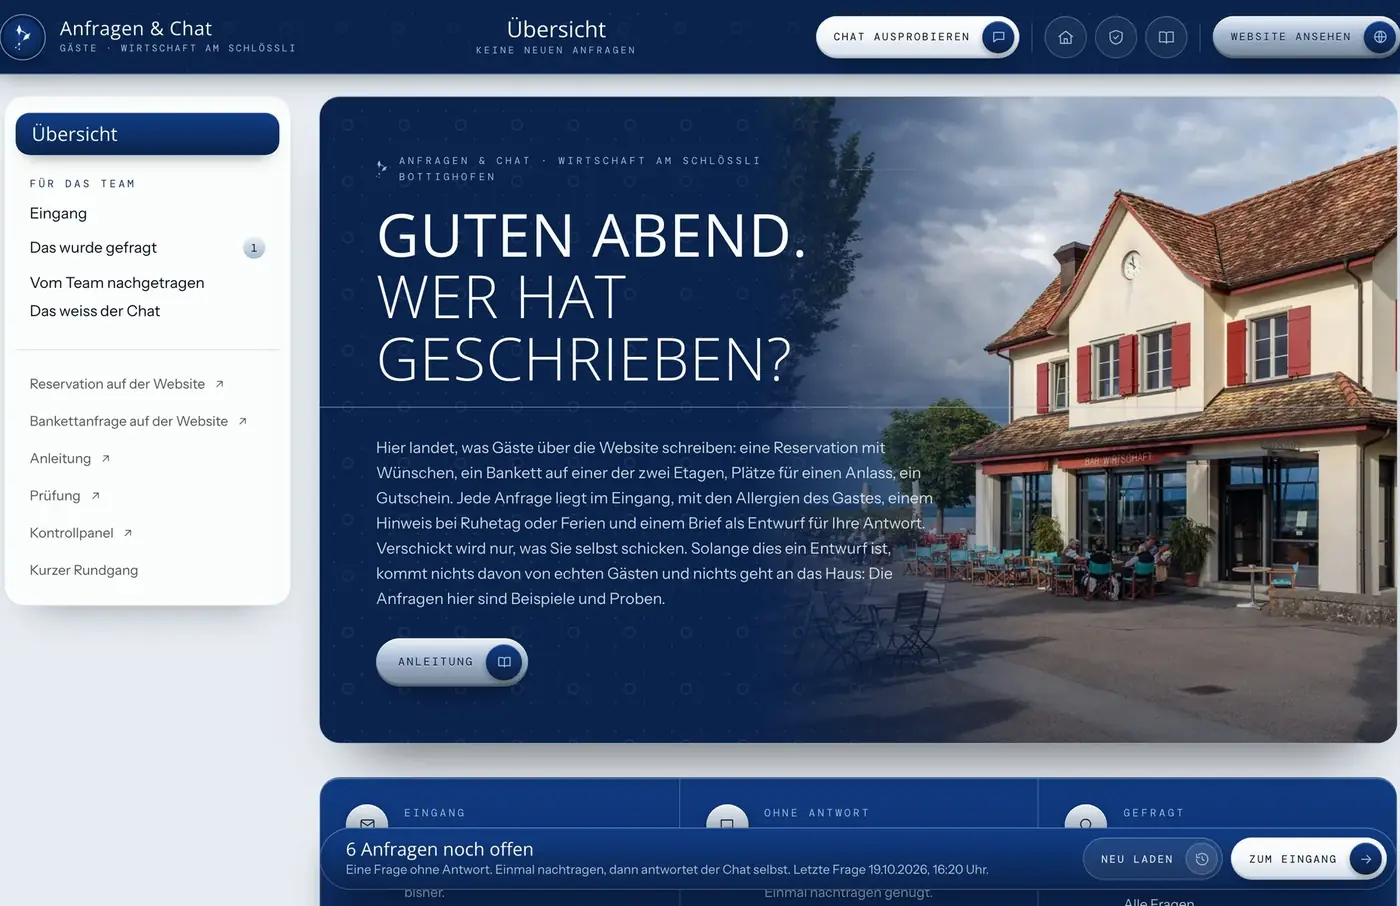 Anfragen & Chat
GÄSTE · WIRTSCHAFT AM SCHLÖSSLI
Übersicht
KEINE NEUEN ANFRAGEN
CHAT AUSPROBIEREN
WEBSITE ANSEHEN
Übersicht
FÜR DAS TEAM
Eingang
Das wurde gefragt
1
Vom Team nachgetragen
Das weiss der Chat
Reservation auf der Website ↗
Bankettanfrage auf der Website ↗
Anleitung ↗
Prüfung ↗
Kontrollpanel ↗
Kurzer Rundgang
ANFRAGEN & CHAT · WIRTSCHAFT AM SCHLÖSSLI
BOTTIGHOFEN
GUTEN ABEND.
WER HAT
GESCHRIEBEN?
Hier landet, was Gäste über die Website schreiben: eine Reservation mit
Wünschen, ein Bankett auf einer der zwei Etagen, Plätze für einen Anlass, ein
Gutschein. Jede Anfrage liegt im Eingang, mit den Allergien des Gastes, einem
Hinweis bei Ruhetag oder Ferien und einem Brief als Entwurf für Ihre Antwort.
Verschickt wird nur, was Sie selbst schicken. Solange dies ein Entwurf ist,
kommt nichts davon von echten Gästen und nichts geht an das Haus: Die
Anfragen hier sind Beispiele und Proben.
ANLEITUNG
BAR WIRTSCHAFT
EINGANG
OHNE ANTWORT
GEFRAGT
6 Anfragen noch offen
Eine Frage ohne Antwort. Einmal nachtragen, dann antwortet der Chat selbst. Letzte Frage 19.10.2026, 16:20 Uhr.
NEU LADEN
ZUM EINGANG
bisher.
Einmal nachtragen genügt.
Alle Fragen